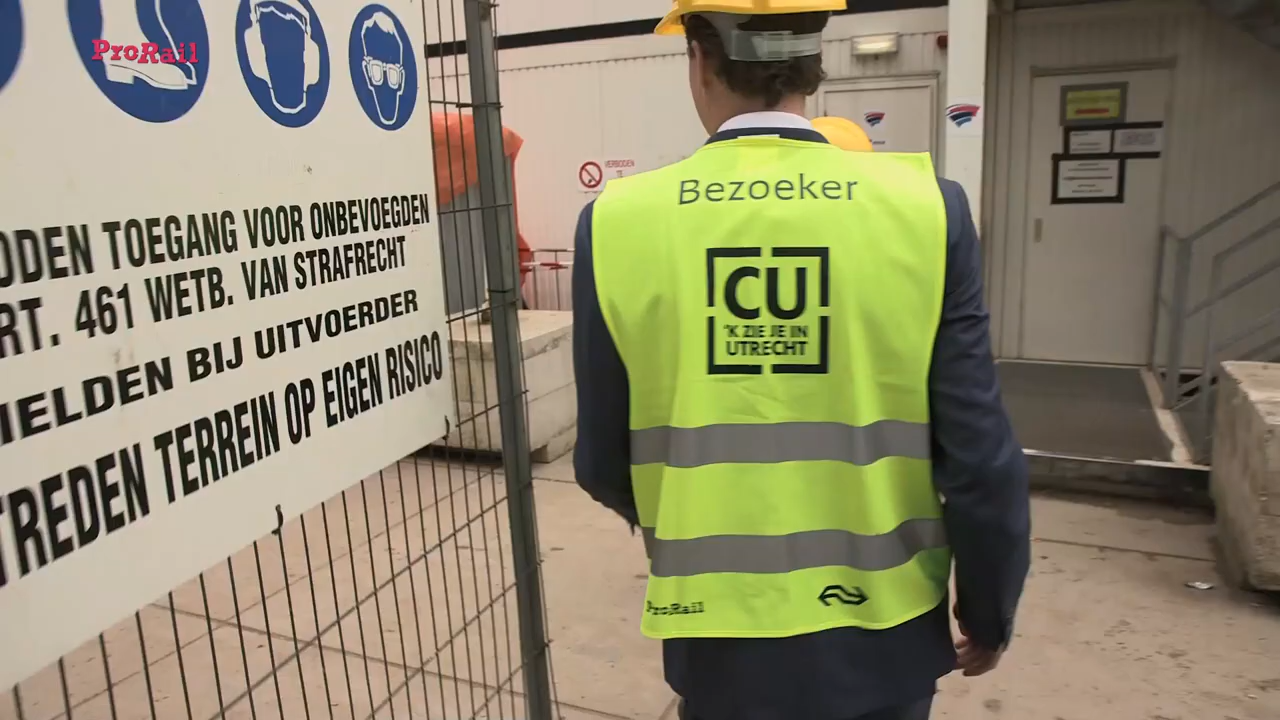 ProRail
ODEN TOEGANG VOOR ONBEVOEGDEN
RT. 461 WETB. VAN STRAFRECHT
IELDEN BIJ UITVOERDER
TREDEN TERREIN OP EIGEN RISICO
VERBODEN
TE
Bezoeker
CU
'K ZIE JE IN
UTRECHT
ProRail